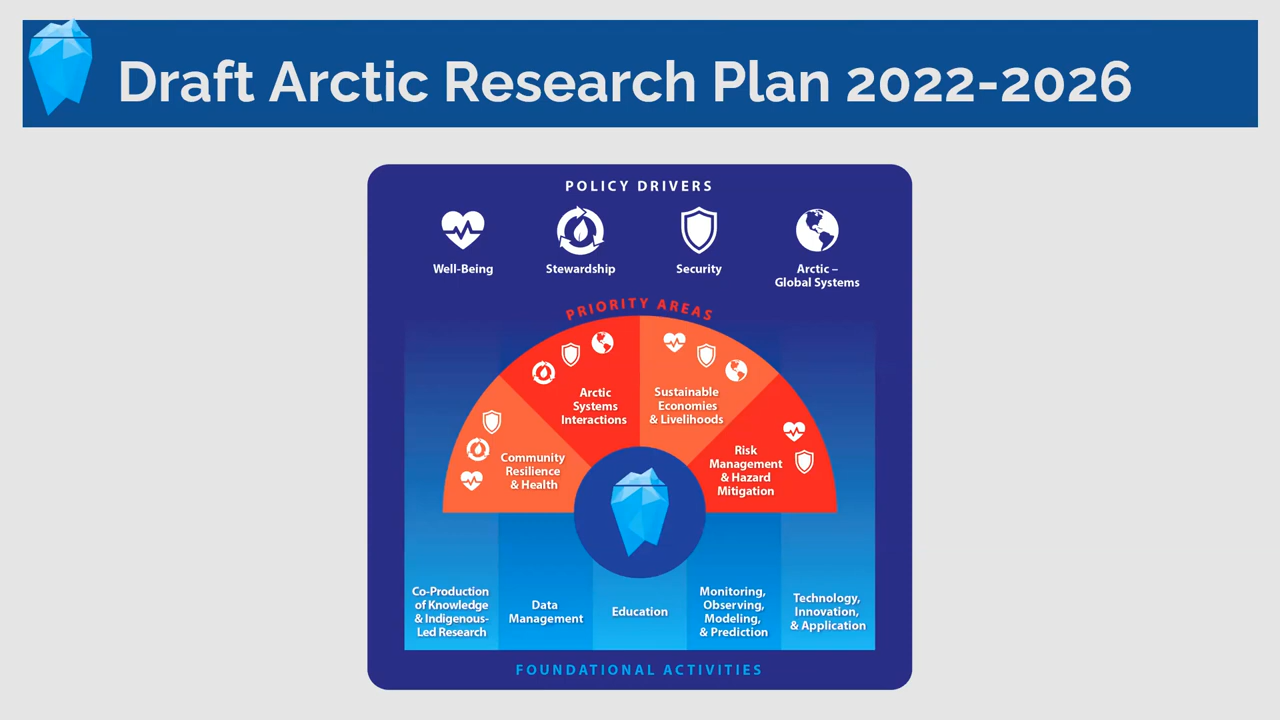 Draft Arctic Research Plan 2022-2026
POLICY DRIVERS
Well-Being
Stewardship
Security
Arctic –
Global Systems
PRIORITY AREAS
Community
Resilience
& Health
Arctic
Systems
Interactions
Sustainable
Economies
& Livelihoods
Risk
Management
& Hazard
Mitigation
Co-Production
of Knowledge
& Indigenous-
Led Research
Data
Management
Education
Monitoring,
Observing,
Modeling,
& Prediction
Technology,
Innovation,
& Application
FOUNDATIONAL ACTIVITIES